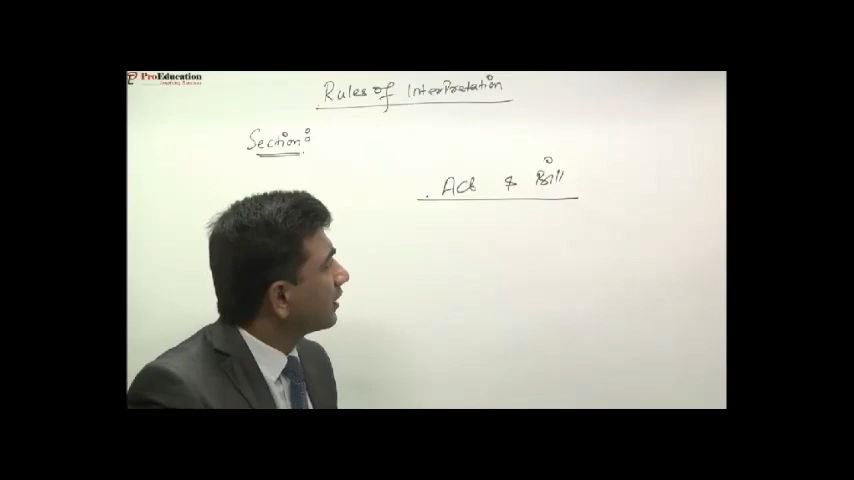 ProEducation
Rules of Interpretation
Section:
Act & Bill